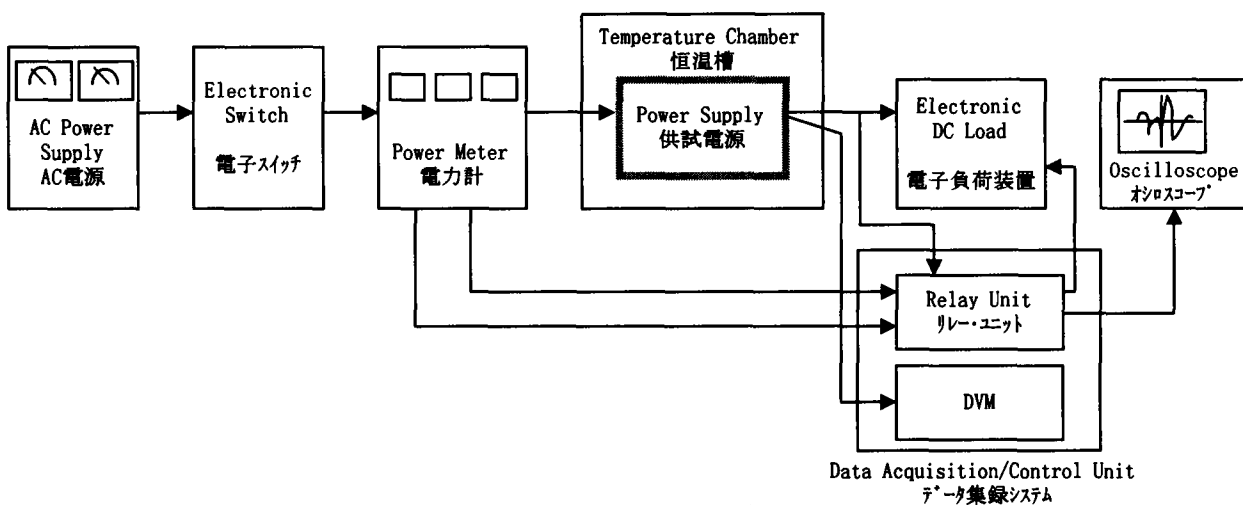 AC Power
Supply
AC電源
Electronic
Switch
電子スイッチ
Power Meter
電力計
Temperature Chamber
恒温槽
Power Supply
供試電源
Electronic
DC Load
電子負荷装置
Oscilloscope
オシロスコープ
Relay Unit
リレー・ユニット
DVM
Data Acquisition/Control Unit
データ集録システム